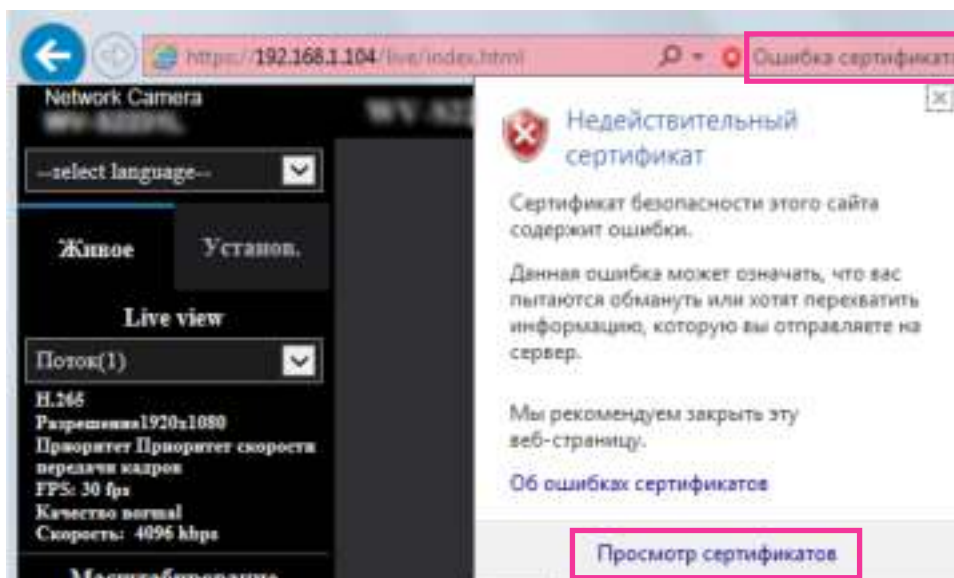 https://192.168.1.104/live/index.html
Ошибка сертификата
Network Camera
--select language--
Живое
Установ.
Live view
Поток(1)
H.265
Разрешение1920x1080
Приоритет Приоритет скорости
передачи кадров
FPS: 30 fps
Качество normal
Скорость: 4096 kbps
Масштабирование
Недействительный
сертификат
Сертификат безопасности этого сайта
содержит ошибки.
Данная ошибка может означать, что вас
пытаются обмануть или хотят перехватить
информацию, которую вы отправляете на
сервер.
Мы рекомендуем закрыть эту
веб-страницу.
Об ошибках сертификатов
Просмотр сертификатов